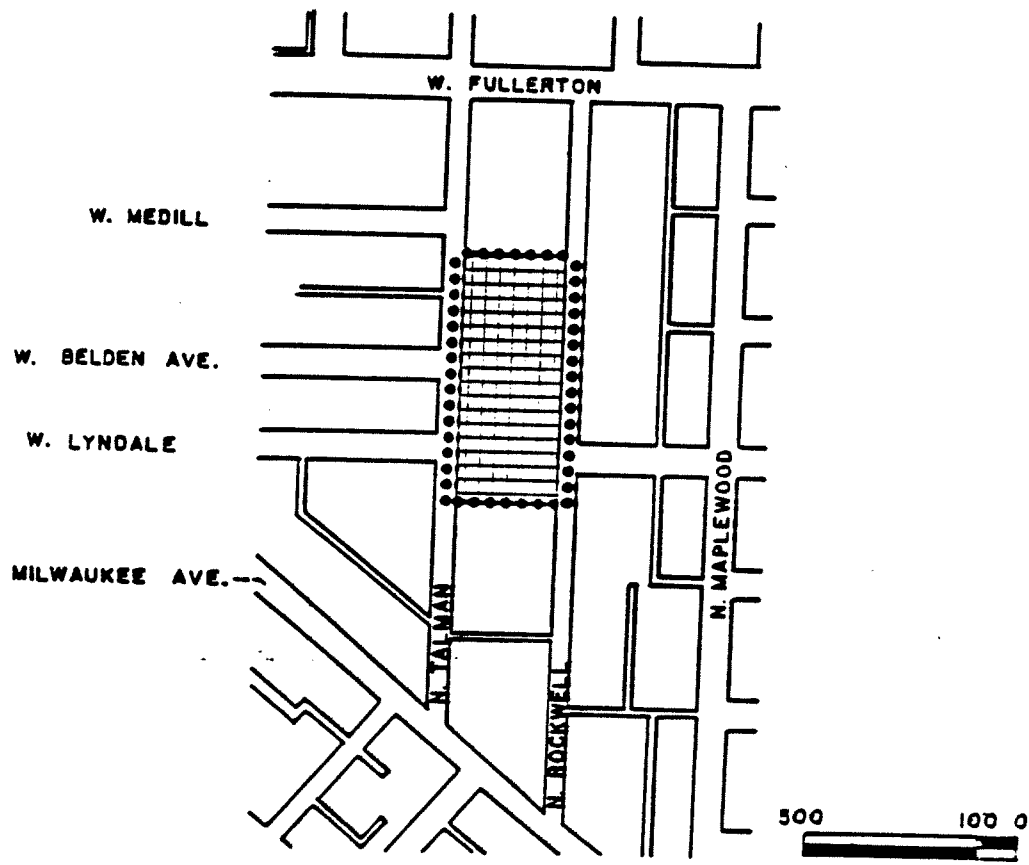 W. FULLERTON
W. MEDILL
W. BELDEN AVE.
W. LYNDALE
N. MAPLEWOOD
MILWAUKEE AVE.
N. TALMAN
N. ROCKWELL
500 100 0